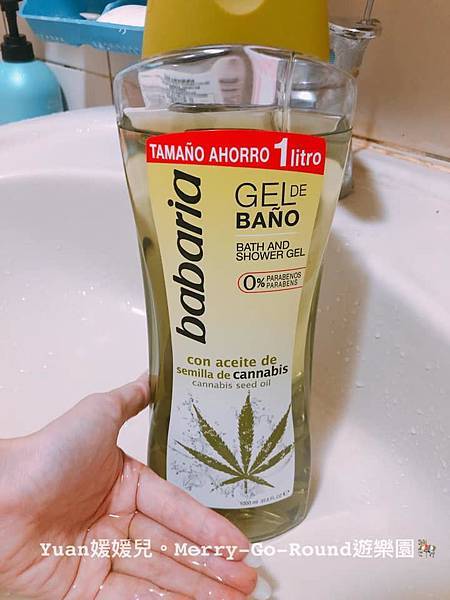 TAMAÑO AHORRO 1 litro
babaria
GEL DE
BAÑO
BATH AND
SHOWER GEL
0% PARABENOS
PARABENS
con aceite de
semilla de cannabis
cannabis seed oil
1000 ml
Yuan媛媛兒。Merry-Go-Round遊樂園